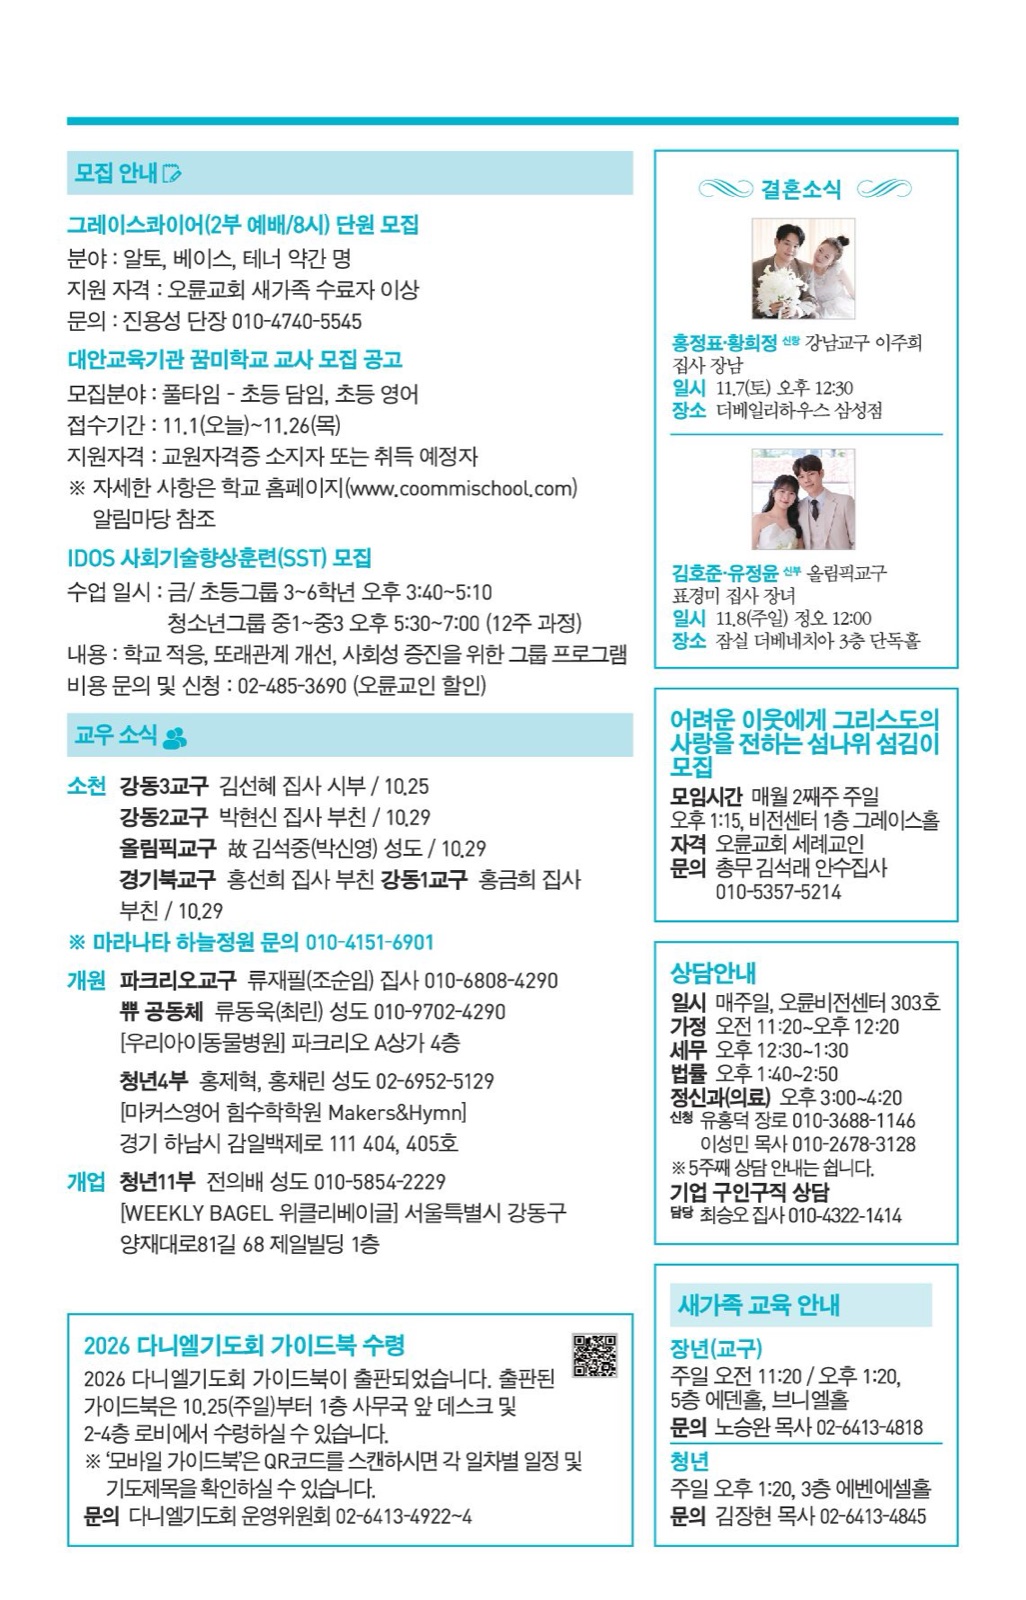 모집 안내
그레이스콰이어(2부 예배/8시) 단원 모집
분야 : 알토, 베이스, 테너 약간 명
지원 자격 : 오륜교회 새가족 수료자 이상
문의 : 진용성 단장 010-4740-5545
대안교육기관 꿈미학교 교사 모집 공고
모집분야 : 풀타임 - 초등 담임, 초등 영어
접수기간 : 11.1(오늘)~11.26(목)
지원자격 : 교원자격증 소지자 또는 취득 예정자
※ 자세한 사항은 학교 홈페이지(www.coommischool.com)
알림마당 참조
IDOS 사회기술향상훈련(SST) 모집
수업 일시 : 금/ 초등그룹 3~6학년 오후 3:40~5:10
청소년그룹 중1~중3 오후 5:30~7:00 (12주 과정)
내용 : 학교 적응, 또래관계 개선, 사회성 증진을 위한 그룹 프로그램
비용 문의 및 신청 : 02-485-3690 (오륜교인 할인)
교우 소식
소천 강동3교구 김선혜 집사 시부 / 10.25
강동2교구 박현신 집사 부친 / 10.29
올림픽교구 故 김석중(박신영) 성도 / 10.29
경기북교구 홍선희 집사 부친 강동1교구 홍금희 집사
부친 / 10.29
※ 마라나타 하늘정원 문의 010-4151-6901
개원 파크리오교구 류재필(조순임) 집사 010-6808-4290
쀼 공동체 류동욱(최린) 성도 010-9702-4290
[우리아이동물병원] 파크리오 A상가 4층
청년4부 홍제혁, 홍채린 성도 02-6952-5129
[마커스영어 힘수학학원 Makers&Hymn]
경기 하남시 감일백제로 111 404, 405호
개업 청년11부 전의배 성도 010-5854-2229
[WEEKLY BAGEL 위클리베이글] 서울특별시 강동구
양재대로81길 68 제일빌딩 1층
2026 다니엘기도회 가이드북 수령
2026 다니엘기도회 가이드북이 출판되었습니다. 출판된
가이드북은 10.25(주일)부터 1층 사무국 앞 데스크 및
2-4층 로비에서 수령하실 수 있습니다.
※ '모바일 가이드북'은 QR코드를 스캔하시면 각 일차별 일정 및
기도제목을 확인하실 수 있습니다.
문의 다니엘기도회 운영위원회 02-6413-4922~4
결혼소식
홍정표·황희정 신랑 강남교구 이주희
집사 장남
일시 11.7(토) 오후 12:30
장소 더베일리하우스 삼성점
김호준·유정윤 신부 올림픽교구
표경미 집사 장녀
일시 11.8(주일) 정오 12:00
장소 잠실 더베네치아 3층 단독홀
어려운 이웃에게 그리스도의
사랑을 전하는 섬나위 섬김이
모집
모임시간 매월 2째주 주일
오후 1:15, 비전센터 1층 그레이스홀
자격 오륜교회 세례교인
문의 총무 김석래 안수집사
010-5357-5214
상담안내
일시 매주일, 오륜비전센터 303호
가정 오전 11:20~오후 12:20
세무 오후 12:30~1:30
법률 오후 1:40~2:50
정신과(의료) 오후 3:00~4:20
신청 유홍덕 장로 010-3688-1146
이성민 목사 010-2678-3128
※ 5주째 상담 안내는 쉽니다.
기업 구인구직 상담
담당 최승오 집사 010-4322-1414
새가족 교육 안내
장년(교구)
주일 오전 11:20 / 오후 1:20,
5층 에덴홀, 브니엘홀
문의 노승완 목사 02-6413-4818
청년
주일 오후 1:20, 3층 에벤에셀홀
문의 김장현 목사 02-6413-4845